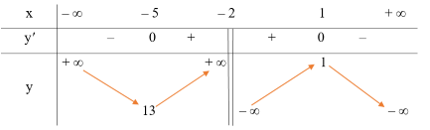 x − ∞ − 5 − 2 1 + ∞
y′ − 0 + + 0 −
+ ∞ + ∞ 1
y
13 − ∞ − ∞